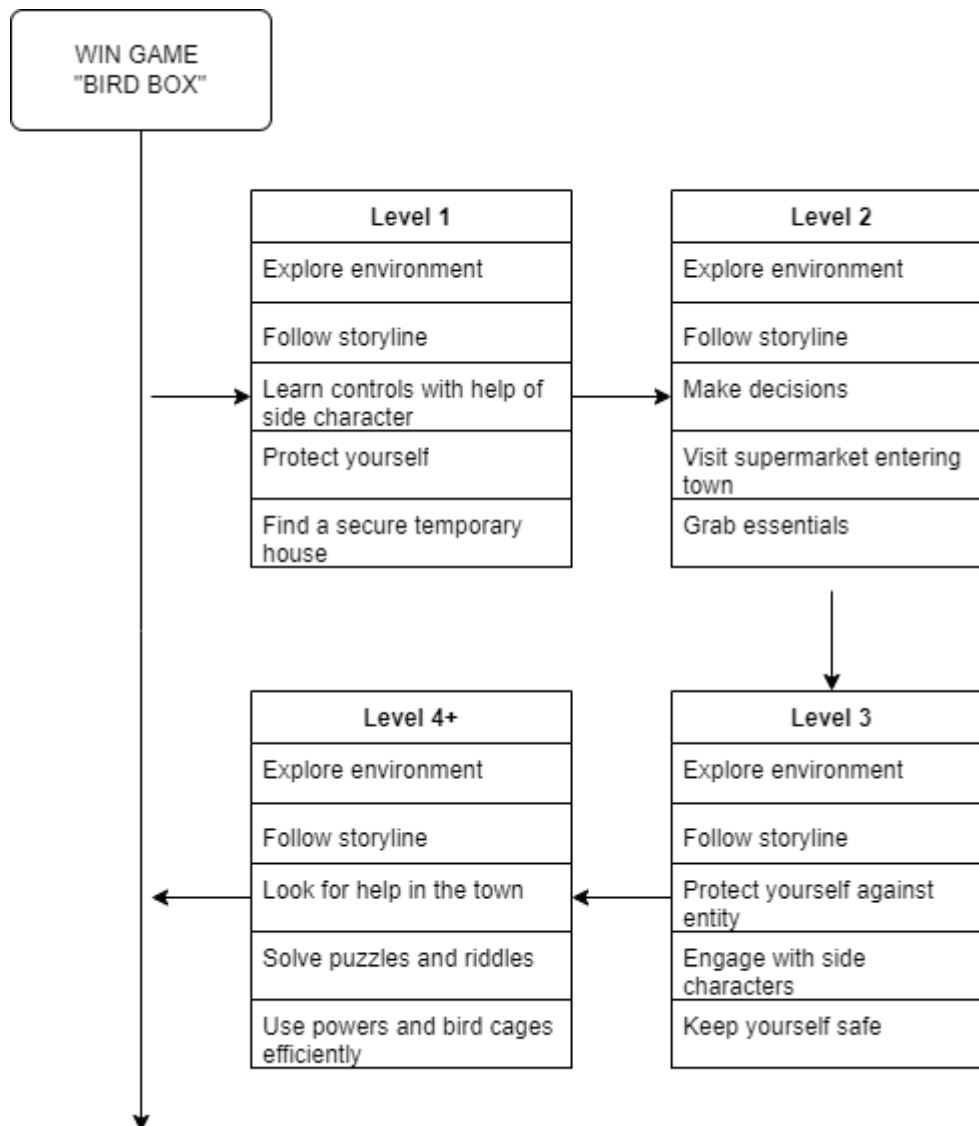 WIN GAME
"BIRD BOX"
Level 1
Explore environment
Follow storyline
Learn controls with help of
side character
Protect yourself
Find a secure temporary
house
Level 2
Explore environment
Follow storyline
Make decisions
Visit supermarket entering
town
Grab essentials
Level 3
Explore environment
Follow storyline
Protect yourself against
entity
Engage with side
characters
Keep yourself safe
Level 4+
Explore environment
Follow storyline
Look for help in the town
Solve puzzles and riddles
Use powers and bird cages
efficiently